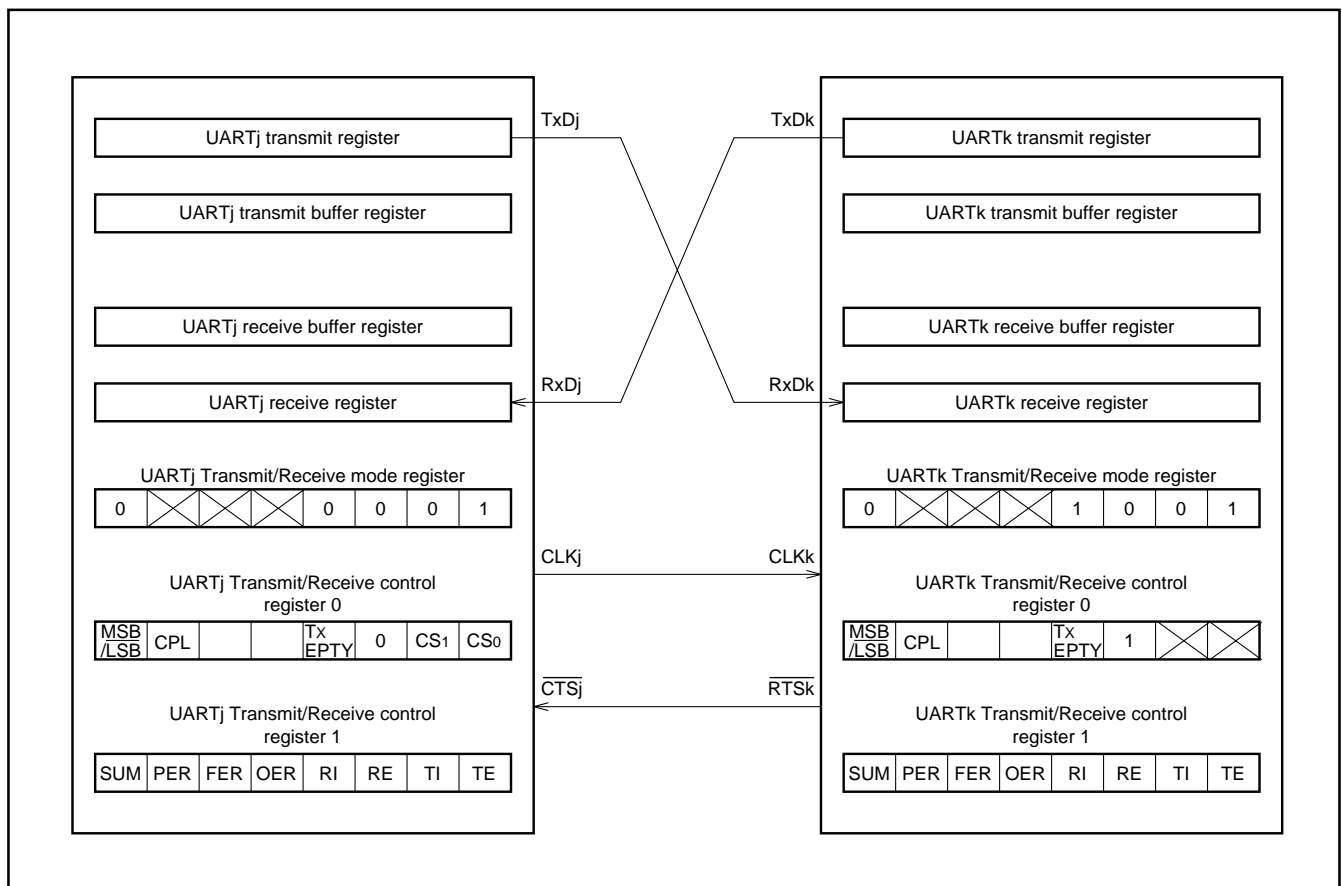 TxDj TxDk
UARTj transmit register
UARTk transmit register
UARTj transmit buffer register
UARTk transmit buffer register
UARTj receive buffer register
UARTk receive buffer register
RxDj RxDk
UARTj receive register
UARTk receive register
UARTj Transmit/Receive mode register
UARTk Transmit/Receive mode register
0 0 0 0 1
0 1 0 0 1
CLKj CLKk
UARTj Transmit/Receive control
register 0
UARTk Transmit/Receive control
register 0
MSB
/LSB CPL TX
EPTY 0 CS1 CS0
MSB
/LSB CPL TX
EPTY 1
CTSj RTSk
UARTj Transmit/Receive control
register 1
UARTk Transmit/Receive control
register 1
SUM PER FER OER RI RE TI TE
SUM PER FER OER RI RE TI TE